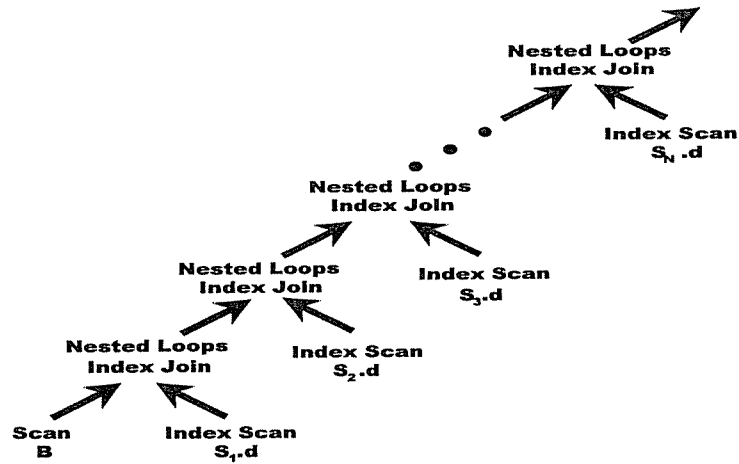 Nested Loops
Index Join
Index Scan
S_N.d
Nested Loops
Index Join
Nested Loops
Index Join
Index Scan
S_3.d
Nested Loops
Index Join
Index Scan
S_2.d
Scan
B
Index Scan
S_1.d